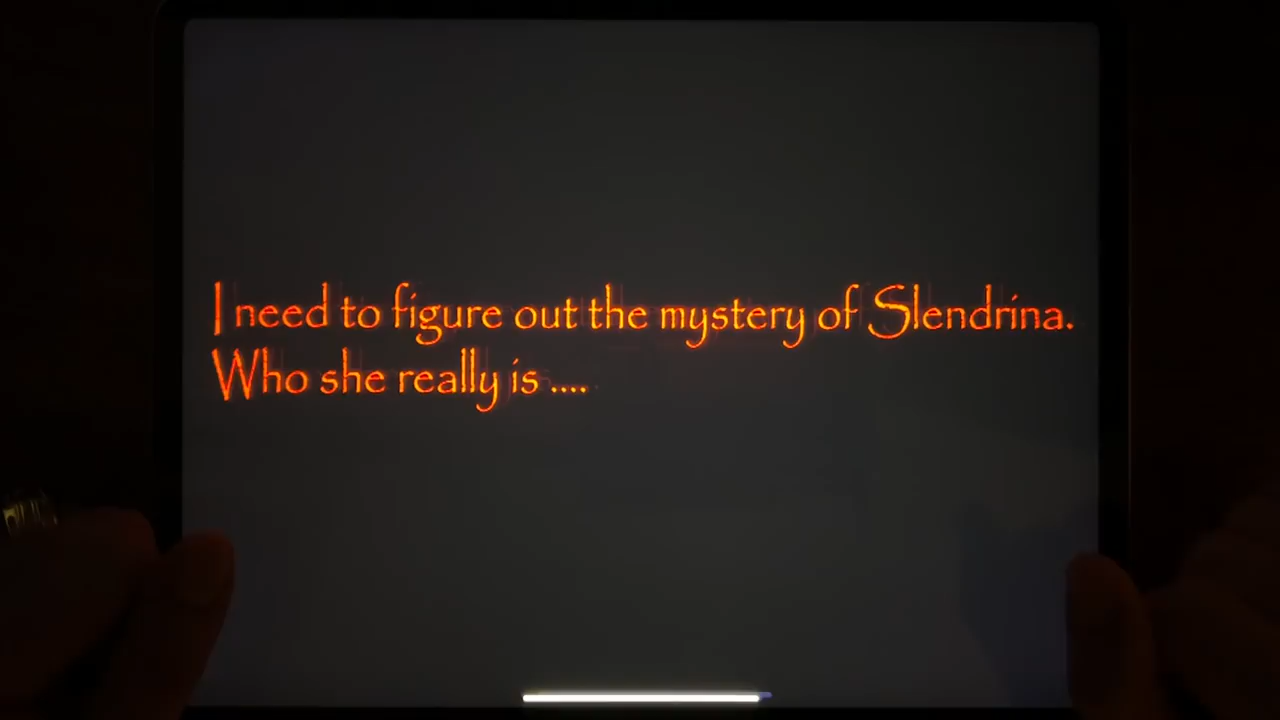 I need to figure out the mystery of Slendrina.
Who she really is ....